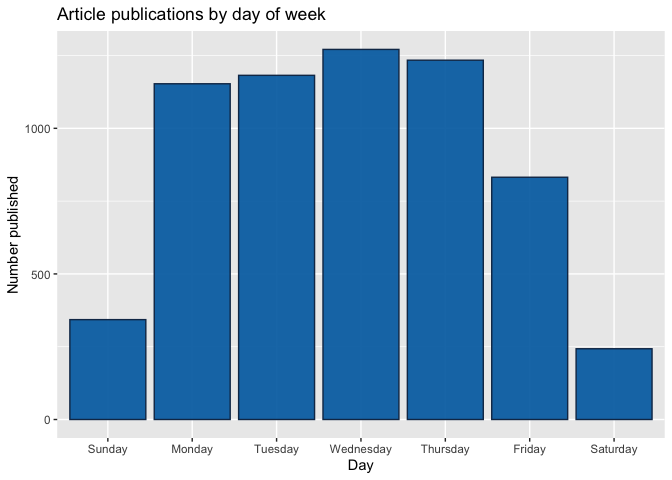 Article publications by day of week
Number published
1000
500
0
Sunday Monday Tuesday Wednesday Thursday Friday Saturday
Day